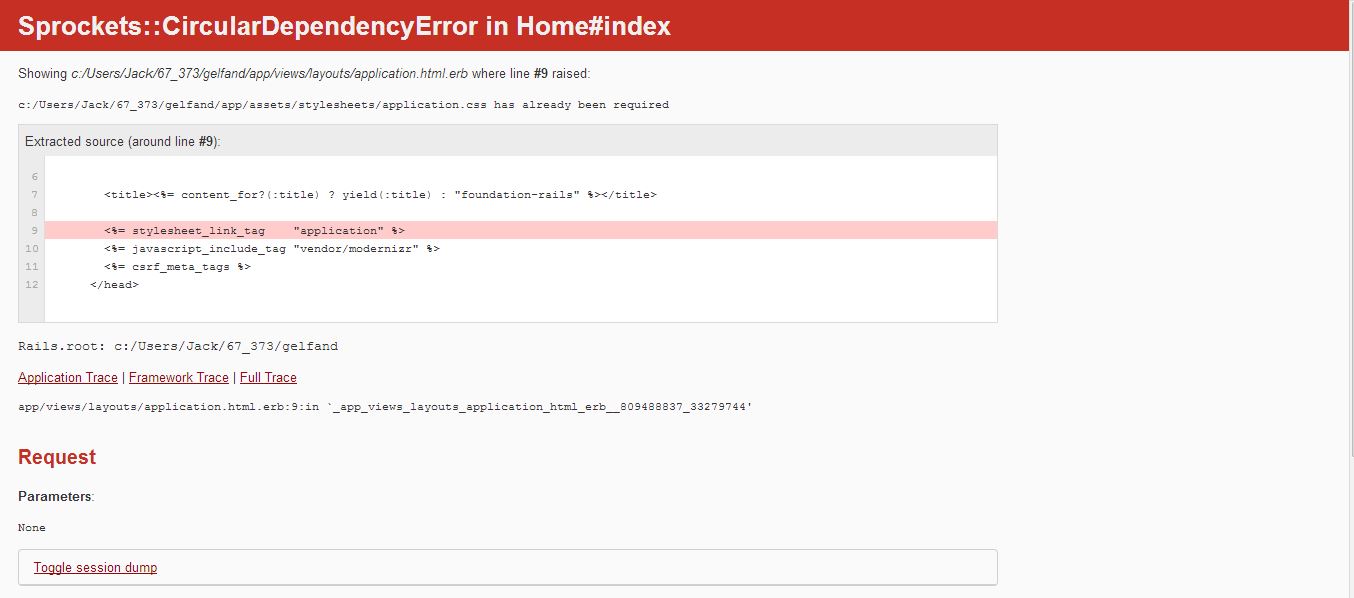 Sprockets::CircularDependencyError in Home#index
Showing c:/Users/Jack/67_373/gelfand/app/views/layouts/application.html.erb where line #9 raised:
c:/Users/Jack/67_373/gelfand/app/assets/stylesheets/application.css has already been required
Extracted source (around line #9):
6
7 <title><%= content_for?(:title) ? yield(:title) : "foundation-rails" %></title>
8
9 <%= stylesheet_link_tag    "application" %>
10 <%= javascript_include_tag "vendor/modernizr" %>
11 <%= csrf_meta_tags %>
12 </head>
Rails.root: c:/Users/Jack/67_373/gelfand
Application Trace | Framework Trace | Full Trace
app/views/layouts/application.html.erb:9:in `_app_views_layouts_application_html_erb__809488837_33279744'
Request
Parameters:
None
Toggle session dump